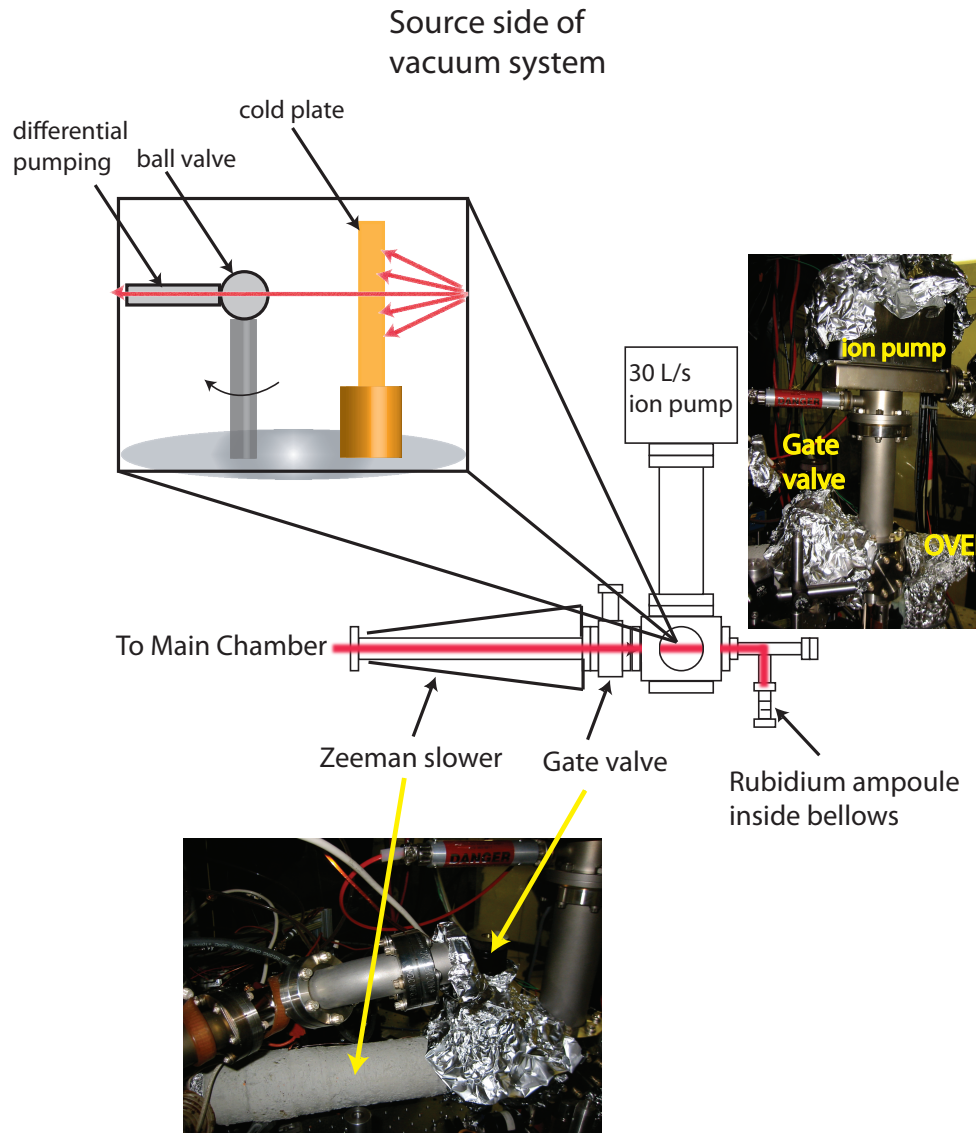 Source side of
vacuum system
cold plate
differential
pumping
ball valve
ion pump
30 L/s
ion pump
Gate
valve
OVE
To Main Chamber
Zeeman slower
Gate valve
Rubidium ampoule
inside bellows
DANGER